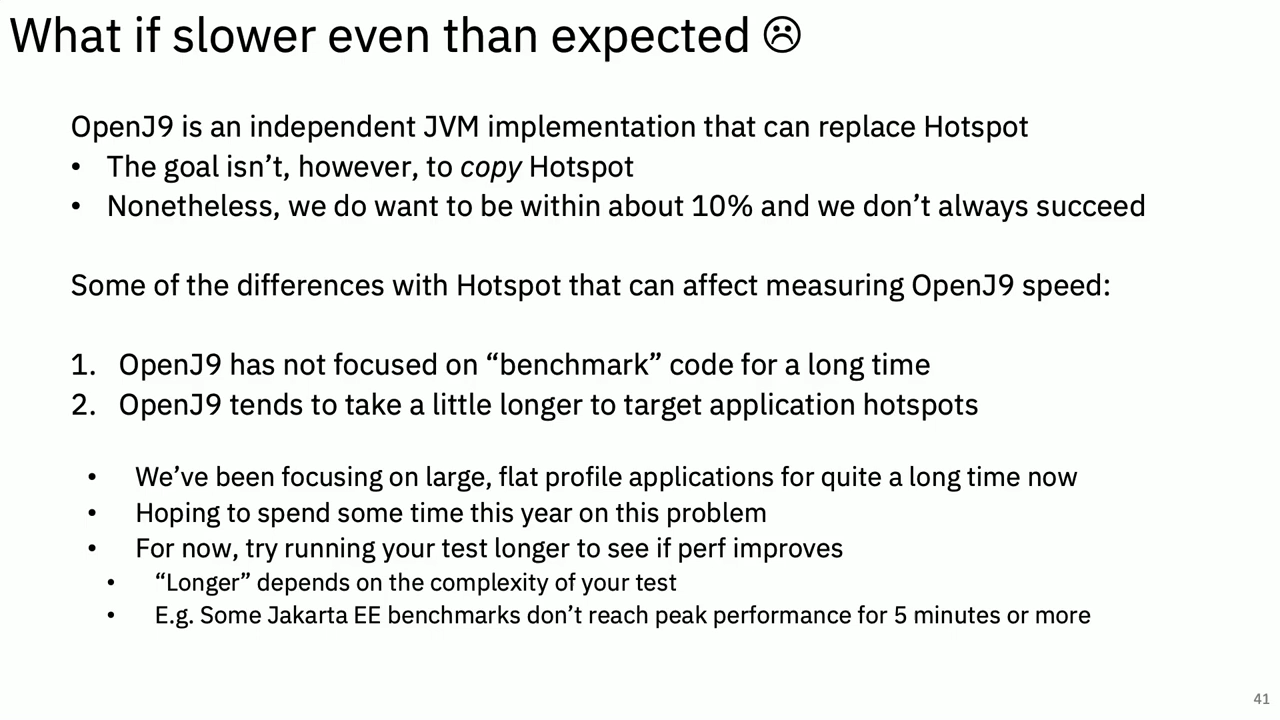 What if slower even than expected ☹
OpenJ9 is an independent JVM implementation that can replace Hotspot
• The goal isn’t, however, to copy Hotspot
• Nonetheless, we do want to be within about 10% and we don’t always succeed
Some of the differences with Hotspot that can affect measuring OpenJ9 speed:
1. OpenJ9 has not focused on “benchmark” code for a long time
2. OpenJ9 tends to take a little longer to target application hotspots
• We’ve been focusing on large, flat profile applications for quite a long time now
• Hoping to spend some time this year on this problem
• For now, try running your test longer to see if perf improves
• “Longer” depends on the complexity of your test
• E.g. Some Jakarta EE benchmarks don’t reach peak performance for 5 minutes or more
41